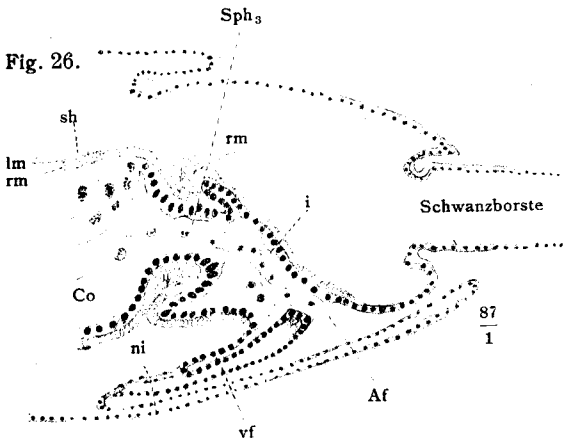 Sph₃
Fig. 26.
sh
rm
lm
rm
i
Schwanzborste
Co
87
1
ni
Af
vf